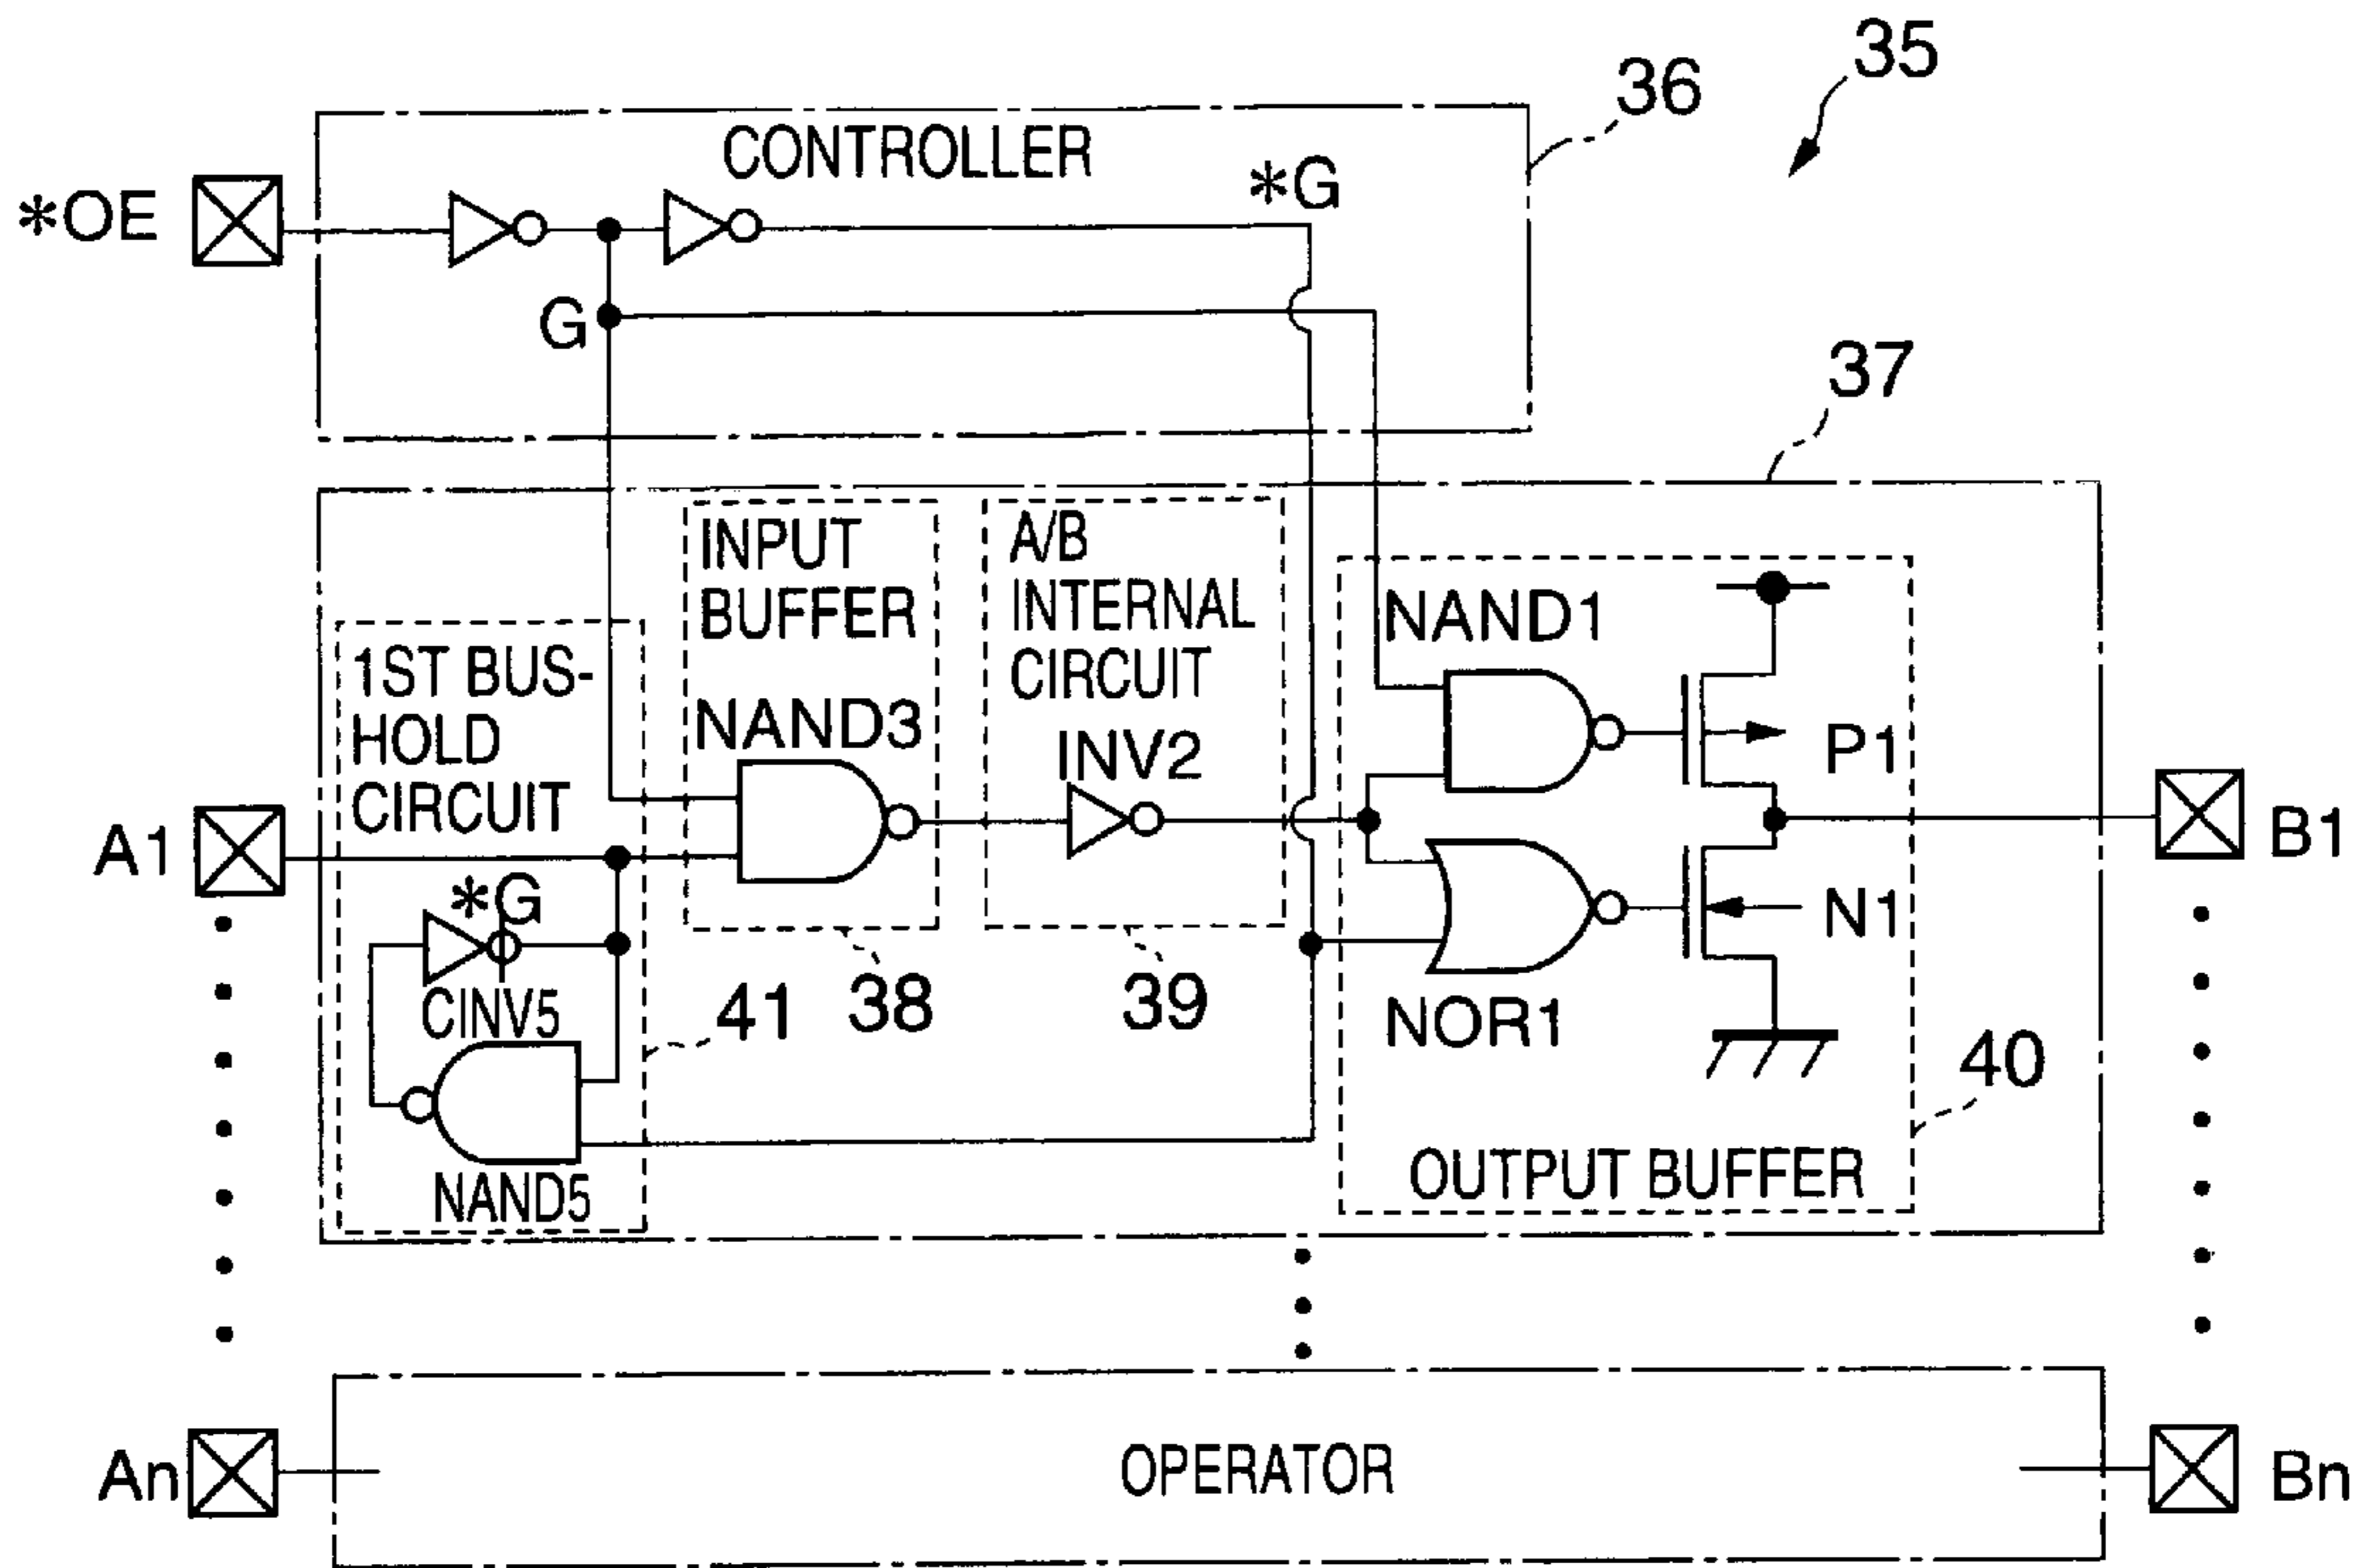 35
36
CONTROLLER
*G
*OE
G
37
INPUT
BUFFER
A/B
INTERNAL
CIRCUIT
NAND1
1ST BUS-
HOLD
CIRCUIT
NAND3
INV2
P1
A1
B1
*G
N1
CINV5
41
38
39
NOR1
40
NAND5
OUTPUT BUFFER
An
OPERATOR
Bn